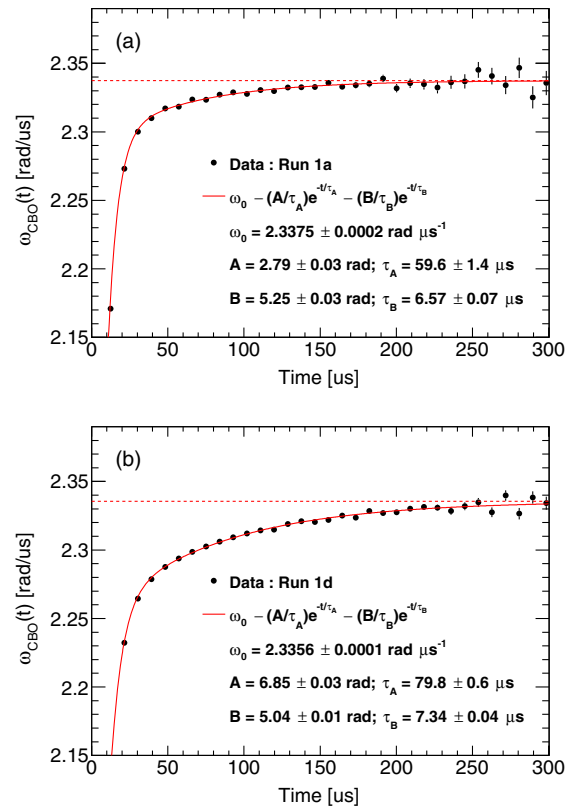 (a)
2.35
2.3
2.25
2.2
2.15
ω_CBO(t) [rad/us]
Data : Run 1a
ω₀ − (A/τ_A)e^(-t/τ_A) − (B/τ_B)e^(-t/τ_B)
ω₀ = 2.3375 ± 0.0002 rad μs⁻¹
A = 2.79 ± 0.03 rad; τ_A = 59.6 ± 1.4 μs
B = 5.25 ± 0.03 rad; τ_B = 6.57 ± 0.07 μs
0 50 100 150 200 250 300
Time [us]
(b)
2.35
2.3
2.25
2.2
2.15
ω_CBO(t) [rad/us]
Data : Run 1d
ω₀ − (A/τ_A)e^(-t/τ_A) − (B/τ_B)e^(-t/τ_B)
ω₀ = 2.3356 ± 0.0001 rad μs⁻¹
A = 6.85 ± 0.03 rad; τ_A = 79.8 ± 0.6 μs
B = 5.04 ± 0.01 rad; τ_B = 7.34 ± 0.04 μs
0 50 100 150 200 250 300
Time [us]